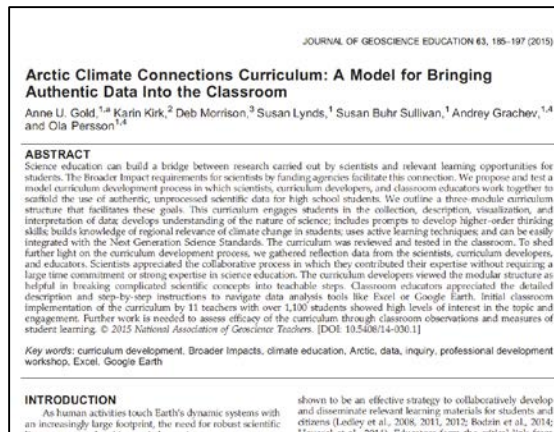 JOURNAL OF GEOSCIENCE EDUCATION 63, 185–197 (2015)
Arctic Climate Connections Curriculum: A Model for Bringing
Authentic Data Into the Classroom
Anne U. Gold,1,a Karin Kirk,2 Deb Morrison,3 Susan Lynds,1 Susan Buhr Sullivan,1 Andrey Grachev,1,4
and Ola Persson1,4
ABSTRACT
Science education can build a bridge between research carried out by scientists and relevant learning opportunities for
students. The Broader Impact requirements for scientists by funding agencies facilitate this connection. We propose and test a
model curriculum development process in which scientists, curriculum developers, and classroom educators work together to
scaffold the use of authentic, unprocessed scientific data for high school students. We outline a three-module curriculum
structure that facilitates these goals. This curriculum engages students in the collection, description, visualization, and
interpretation of data; develops understanding of the nature of science; includes prompts to develop higher-order thinking
skills; builds knowledge of regional relevance of climate change in students; uses active learning techniques; and can be easily
integrated with the Next Generation Science Standards. The curriculum was reviewed and tested in the classroom. To shed
further light on the curriculum development process, we gathered reflection data from the scientists, curriculum developers,
and educators. Scientists appreciated the collaborative process in which they contributed their expertise without requiring a
large time commitment or strong expertise in science education. The curriculum developers viewed the modular structure as
helpful in breaking complicated scientific concepts into teachable steps. Classroom educators appreciated the detailed
description and step-by-step instructions to navigate data analysis tools like Excel or Google Earth. Initial classroom
implementation of the curriculum by 11 teachers with over 1,100 students showed high levels of interest in the topic and
engagement. Further work is needed to assess efficacy of the curriculum through classroom observations and measures of
student learning. © 2015 National Association of Geoscience Teachers. [DOI: 10.5408/14-030.1]
Key words: curriculum development, Broader Impacts, climate education, Arctic, data, inquiry, professional development
workshop, Excel, Google Earth
INTRODUCTION
As human activities touch Earth's dynamic systems with
an increasingly large footprint, the need for robust scientific
shown to be an effective strategy to collaboratively develop
and disseminate relevant learning materials for students and
citizens (Ledley et al., 2008, 2011, 2012; Bodzin et al., 2014;